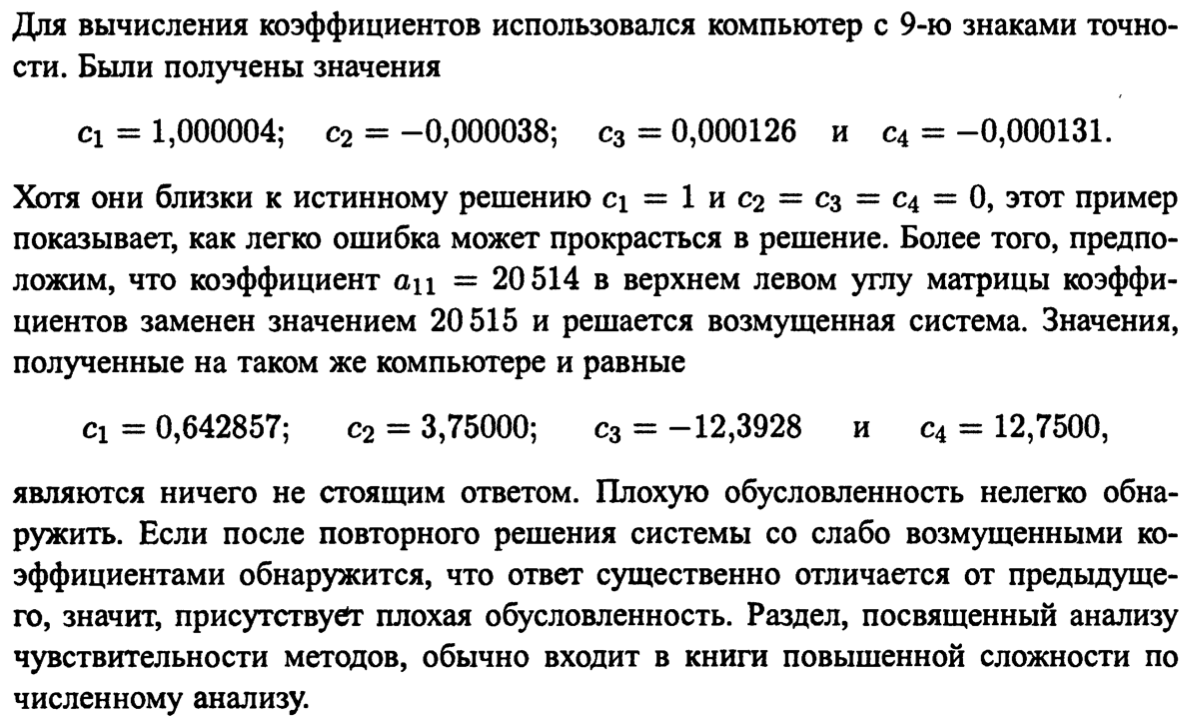 Для вычисления коэффициентов использовался компьютер с 9-ю знаками точно-
сти. Были получены значения
c₁ = 1,000004; c₂ = −0,000038; c₃ = 0,000126 и c₄ = −0,000131.
Хотя они близки к истинному решению c₁ = 1 и c₂ = c₃ = c₄ = 0, этот пример
показывает, как легко ошибка может прокрасться в решение. Более того, предпо-
ложим, что коэффициент a₁₁ = 20 514 в верхнем левом углу матрицы коэффи-
циентов заменен значением 20 515 и решается возмущенная система. Значения,
полученные на таком же компьютере и равные
c₁ = 0,642857; c₂ = 3,75000; c₃ = −12,3928 и c₄ = 12,7500,
являются ничего не стоящим ответом. Плохую обусловленность нелегко обна-
ружить. Если после повторного решения системы со слабо возмущенными ко-
эффициентами обнаружится, что ответ существенно отличается от предыдуще-
го, значит, присутствует плохая обусловленность. Раздел, посвященный анализу
чувствительности методов, обычно входит в книги повышенной сложности по
численному анализу.